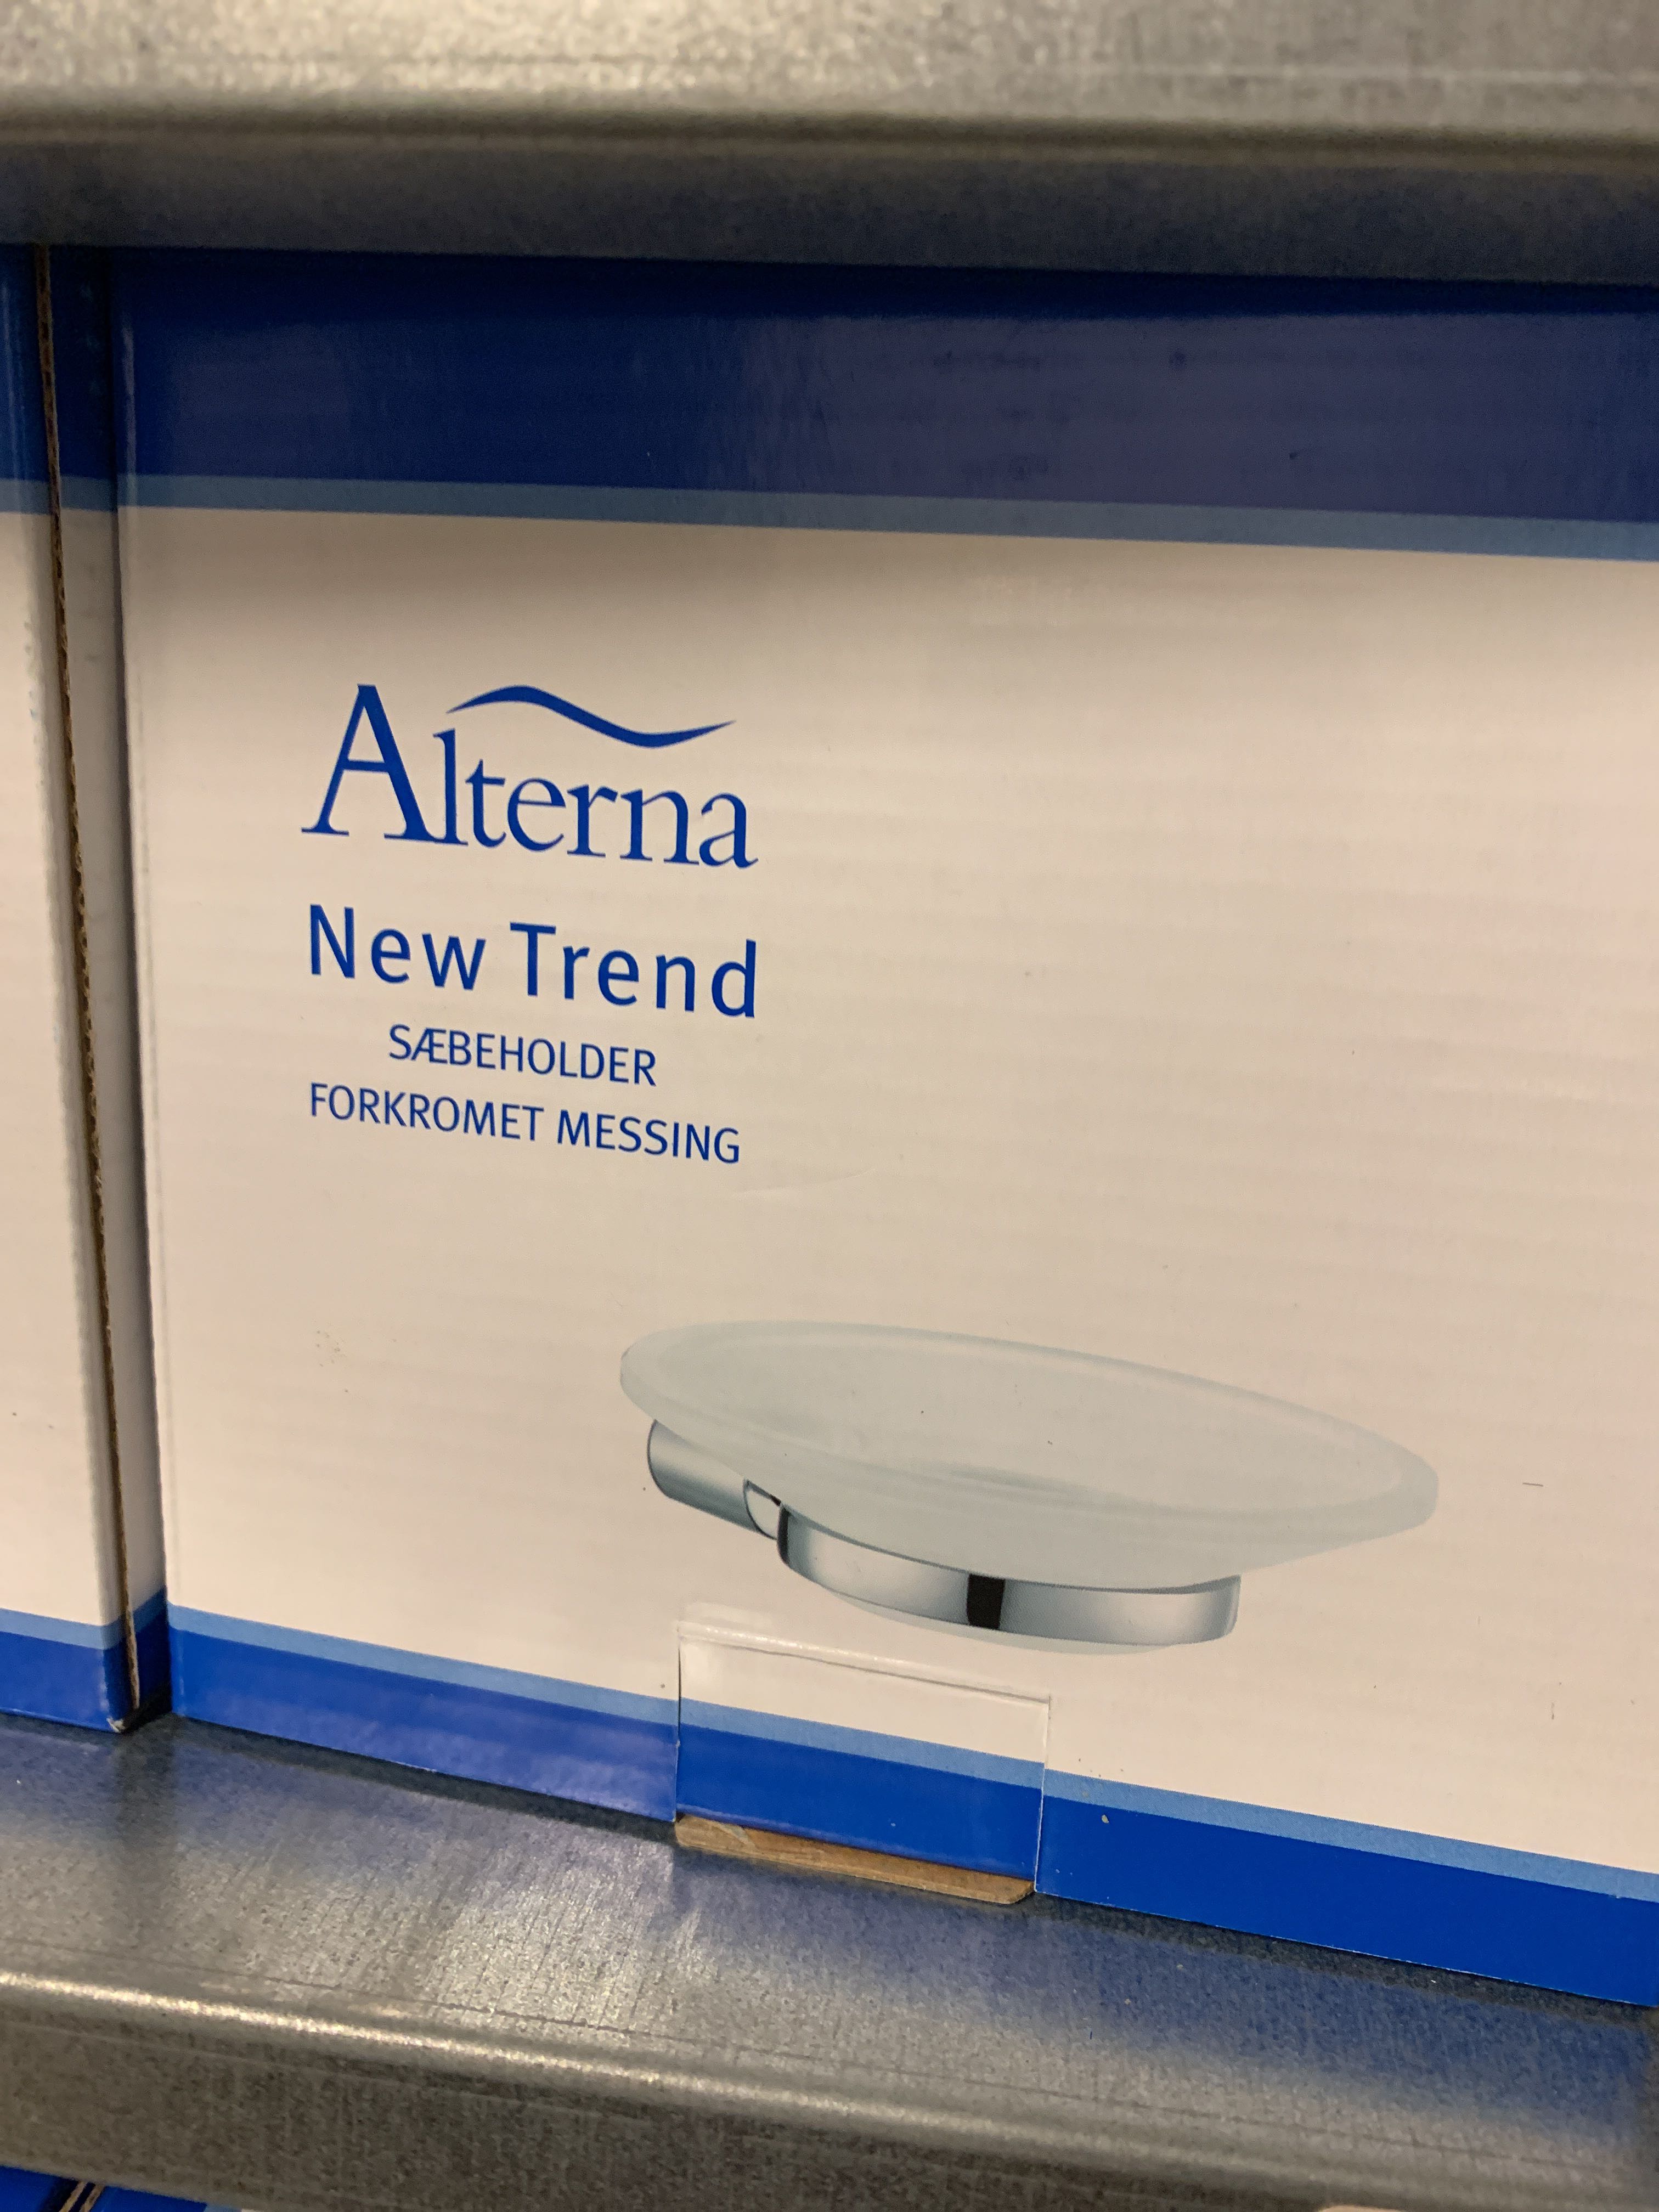 Alterna
New Trend
SÆBEHOLDER
FORKROMET MESSING